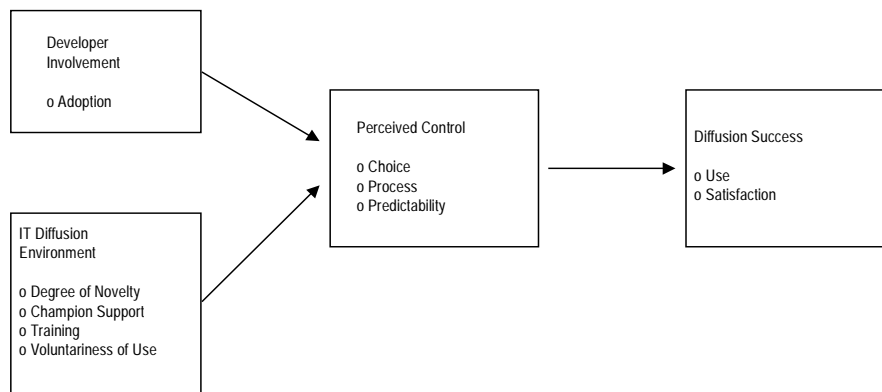 Developer
Involvement
o Adoption
IT Diffusion
Environment
o Degree of Novelty
o Champion Support
o Training
o Voluntariness of Use
Perceived Control
o Choice
o Process
o Predictability
Diffusion Success
o Use
o Satisfaction